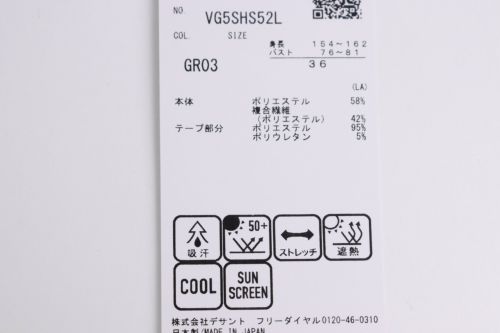 NO. VG5SHS52L
COL. SIZE
身長 154~162
バスト 76~81
GR03 36
(LA)
本体 ポリエステル 58%
複合繊維
(ポリエステル) 42%
テープ部分 ポリエステル 95%
ポリウレタン 5%
50+
吸汗 ストレッチ 遮熱
COOL SUN
SCREEN
株式会社デサント フリーダイヤル0120-46-0310
日本製/MADE IN JAPAN